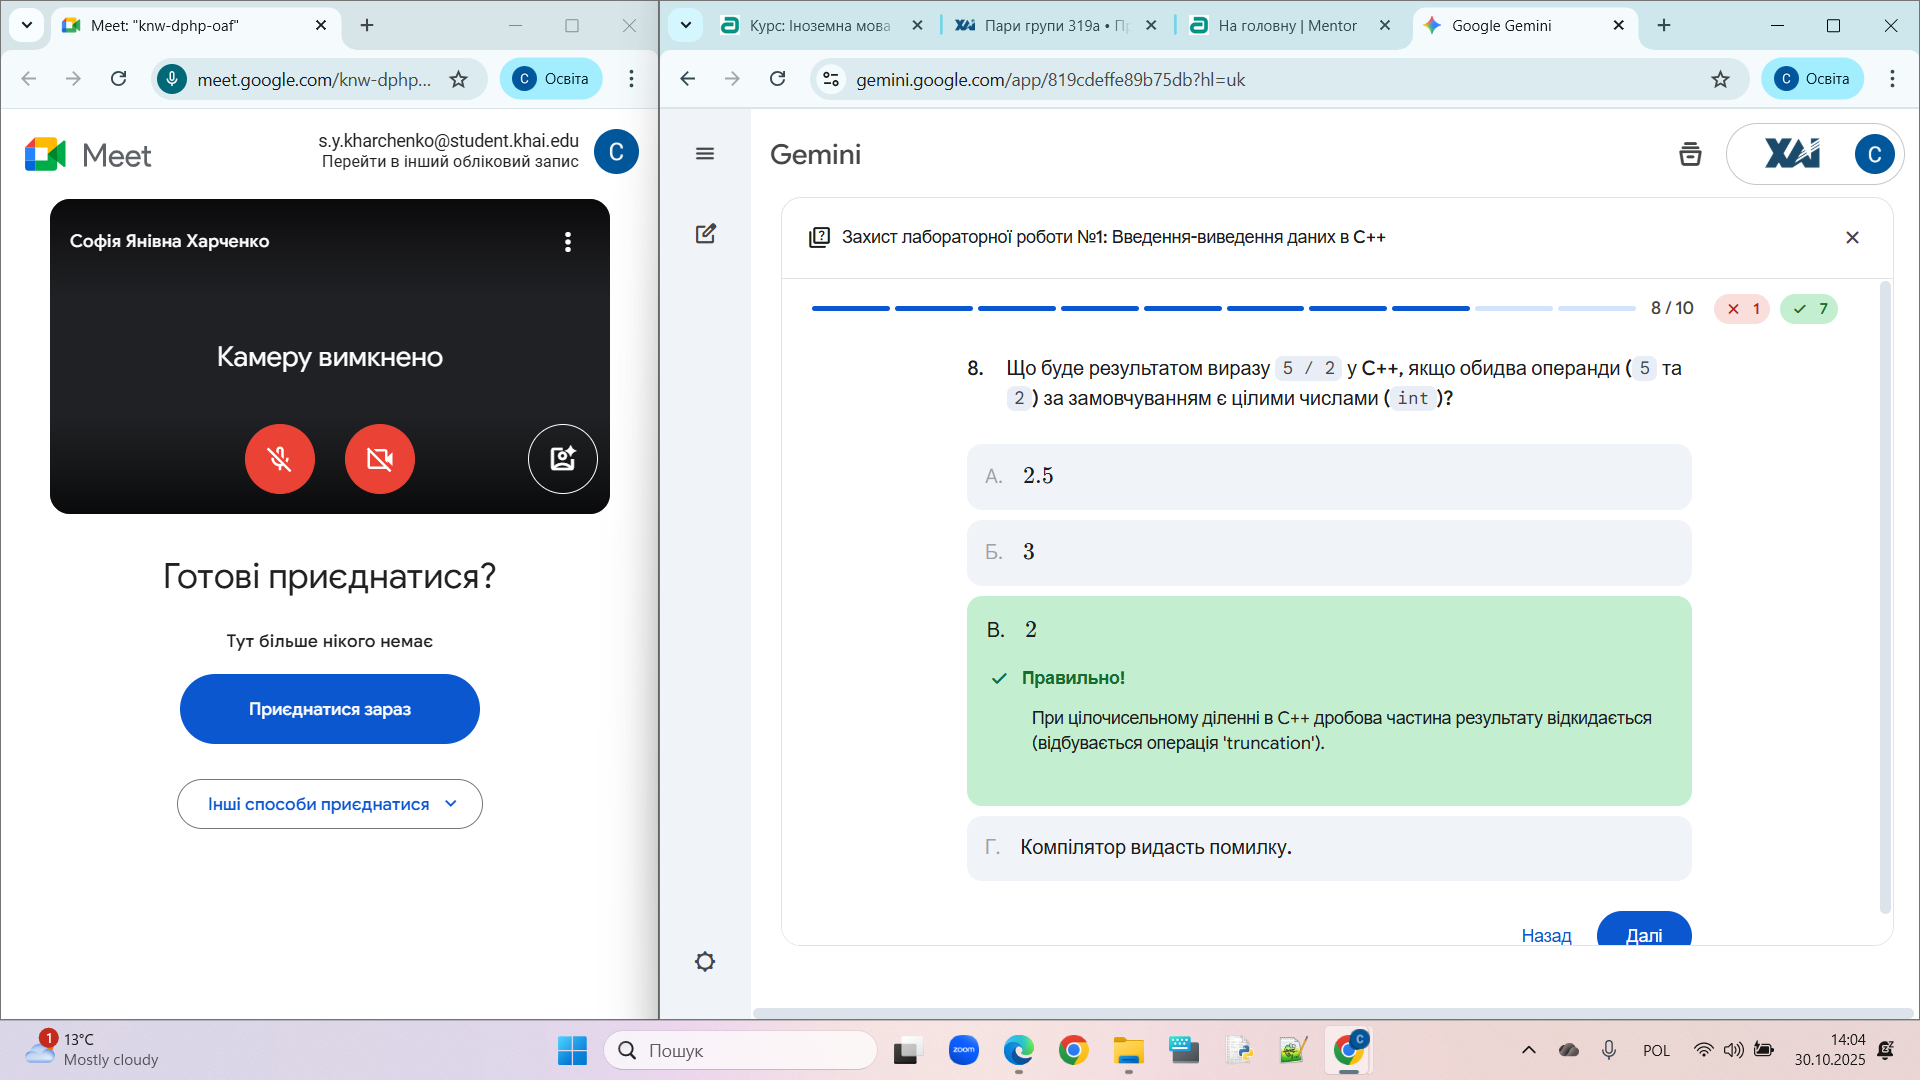 Meet: "knw-dphp-oaf"
meet.google.com/knw-dphp...
С
Освіта
Meet
s.y.kharchenko@student.khai.edu
Перейти в інший обліковий запис
С
Софія Янівна Харченко
Камеру вимкнено
Готові приєднатися?
Тут більше нікого немає
Приєднатися зараз
Інші способи приєднатися
Курс: Іноземна мова
Пари групи 319а • Пр
На головну | Mentor
Google Gemini
gemini.google.com/app/819cdeffe89b75db?hl=uk
С
Освіта
Gemini
ХАІ
С
Захист лабораторної роботи №1: Введення-виведення даних в C++
8 / 10
1
7
8. Що буде результатом виразу 5 / 2 у C++, якщо обидва операнди ( 5 та
2 ) за замовчуванням є цілими числами ( int )?
А. 2.5
Б. 3
В. 2
Правильно!
При цілочисельному діленні в C++ дробова частина результату відкидається
(відбувається операція 'truncation').
Г. Компілятор видасть помилку.
Назад
Далі
1
13°C
Mostly cloudy
Пошук
zoom
C
POL
14:04
30.10.2025